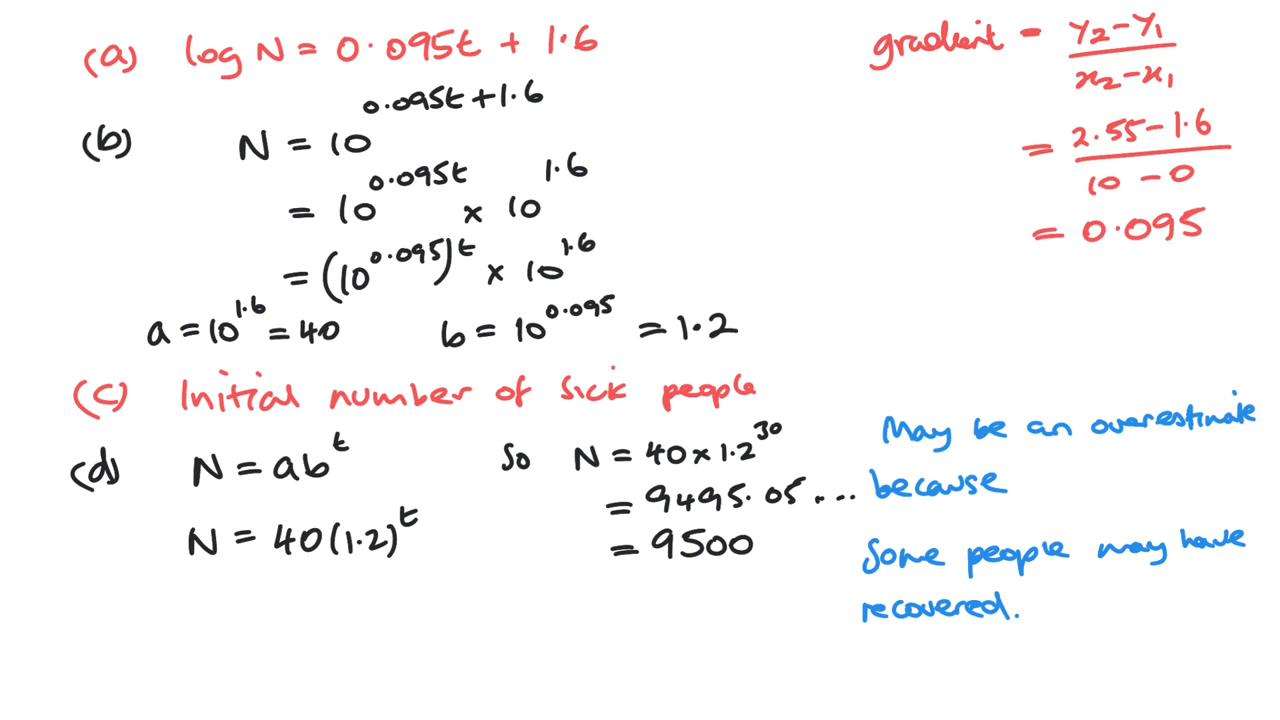 (a) log N = 0.095t + 1.6
gradient = (y₂ − y₁)/(x₂ − x₁)
= (2.55 − 1.6)/(10 − 0)
= 0.095
(b) N = 10^(0.095t + 1.6)
= 10^(0.095t) × 10^(1.6)
= (10^(0.095))^t × 10^(1.6)
a = 10^(1.6) = 40 b = 10^(0.095) = 1.2
(c) Initial number of sick people
(d) N = ab^t
N = 40(1.2)^t
So N = 40 × 1.2^30
= 9495.05...
= 9500
May be an overestimate
because
Some people may have
recovered.